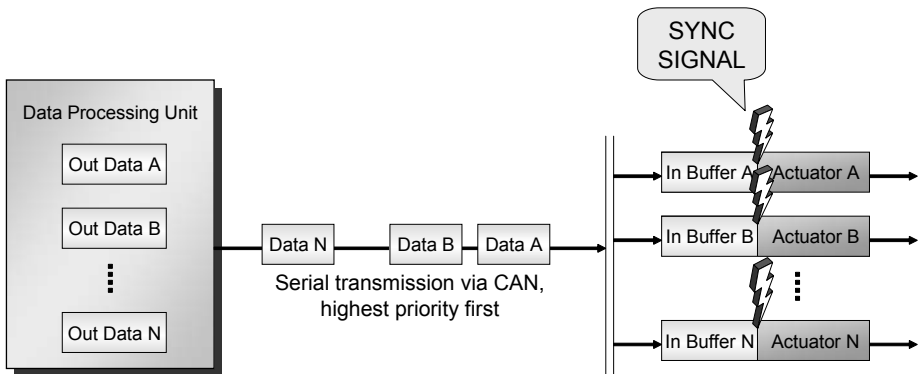 SYNC
SIGNAL
Data Processing Unit
Out Data A
Out Data B
Out Data N
Data N
Data B
Data A
Serial transmission via CAN,
highest priority first
In Buffer A
Actuator A
In Buffer B
Actuator B
In Buffer N
Actuator N